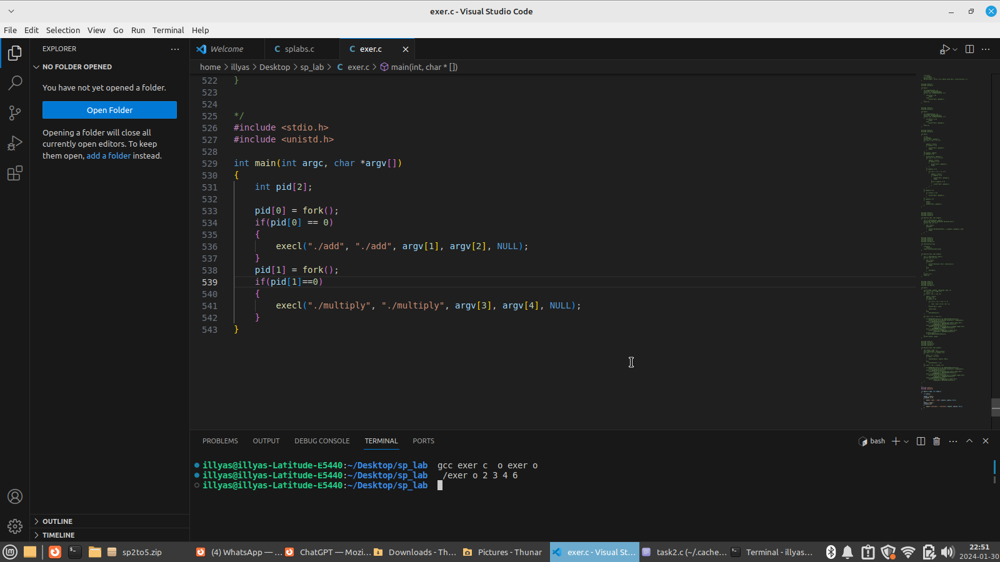 exer.c - Visual Studio Code
File Edit Selection View Go Run Terminal Help
EXPLORER
NO FOLDER OPENED
You have not yet opened a folder.
Open Folder
Opening a folder will close all
currently open editors. To keep
them open, add a folder instead.
OUTLINE
TIMELINE
Welcome
splabs.c
exer.c
home > illyas > Desktop > sp_lab > C exer.c > main(int, char * [])
522 }
523
524
525 */
526 #include <stdio.h>
527 #include <unistd.h>
528
529 int main(int argc, char *argv[])
530 {
531 int pid[2];
532
533 pid[0] = fork();
534 if(pid[0] == 0)
535 {
536 execl("./add", "./add", argv[1], argv[2], NULL);
537 }
538 pid[1] = fork();
539 if(pid[1]==0)
540 {
541 execl("./multiply", "./multiply", argv[3], argv[4], NULL);
542 }
543 }
PROBLEMS OUTPUT DEBUG CONSOLE TERMINAL PORTS
bash
illyas@illyas-Latitude-E5440:~/Desktop/sp_lab gcc exer c  o exer o
illyas@illyas-Latitude-E5440:~/Desktop/sp_lab  /exer o 2 3 4 6
illyas@illyas-Latitude-E5440:~/Desktop/sp_lab
sp2to5.zip
(4) WhatsApp — ...
ChatGPT — Mozi...
Downloads - Th...
Pictures - Thunar
exer.c - Visual St...
task2.c (~/.cache...
Terminal - illyas...
22:51
2024-01-30